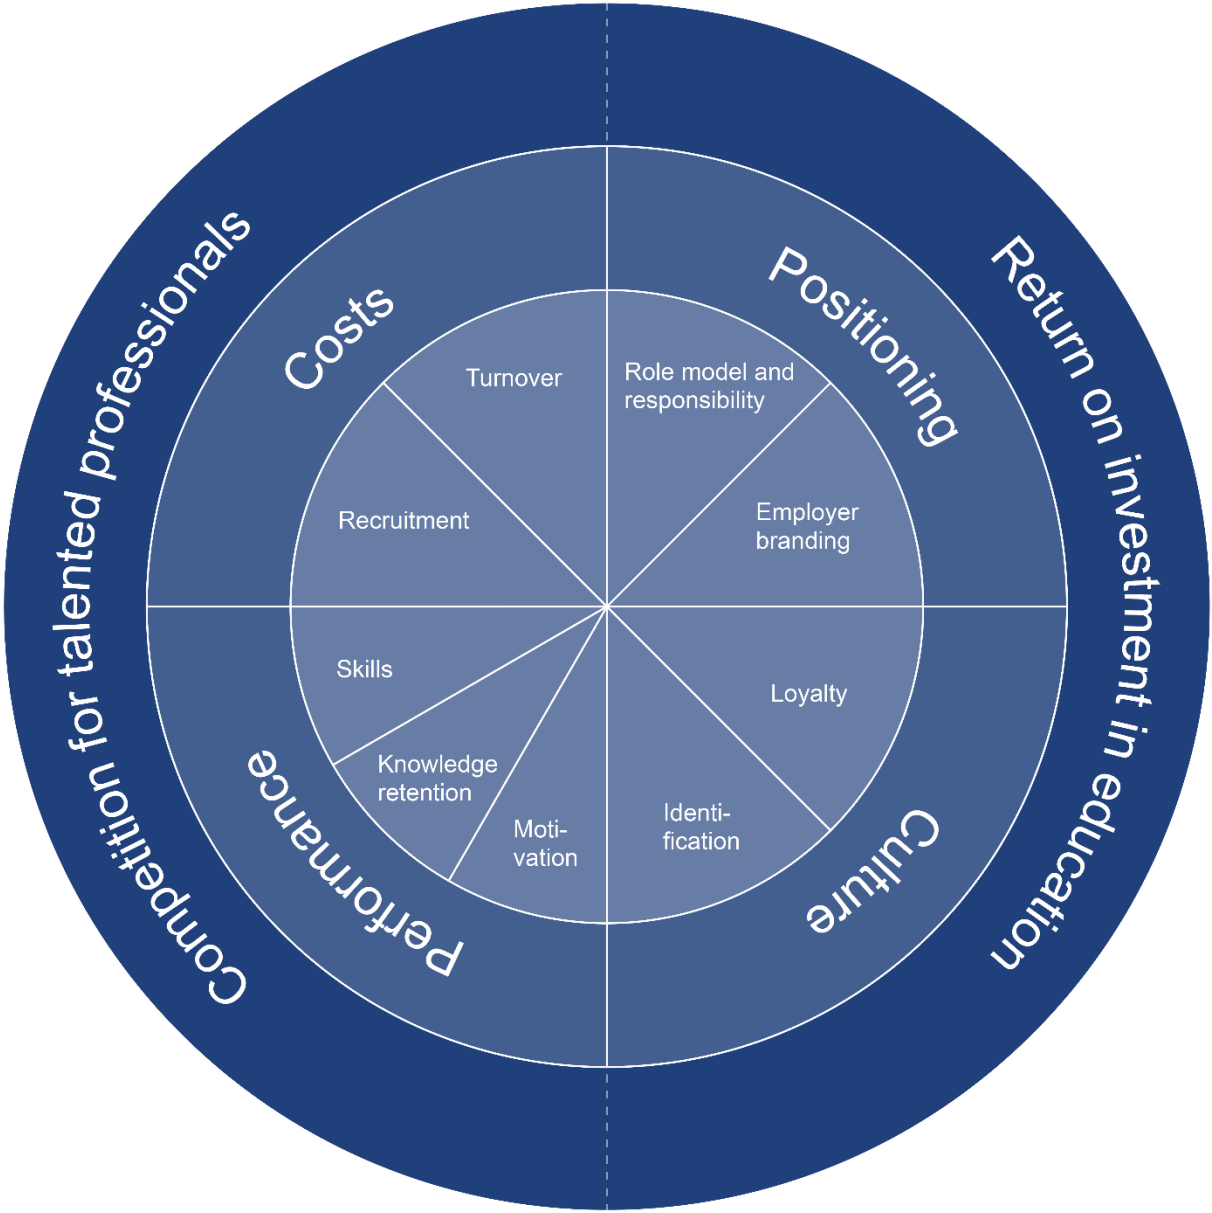 Competition for talented professionals
Return on investment in education
Costs
Positioning
Performance
Culture
Turnover
Role model and
responsibility
Recruitment
Employer
branding
Skills
Loyalty
Knowledge
retention
Moti-
vation
Identi-
fication